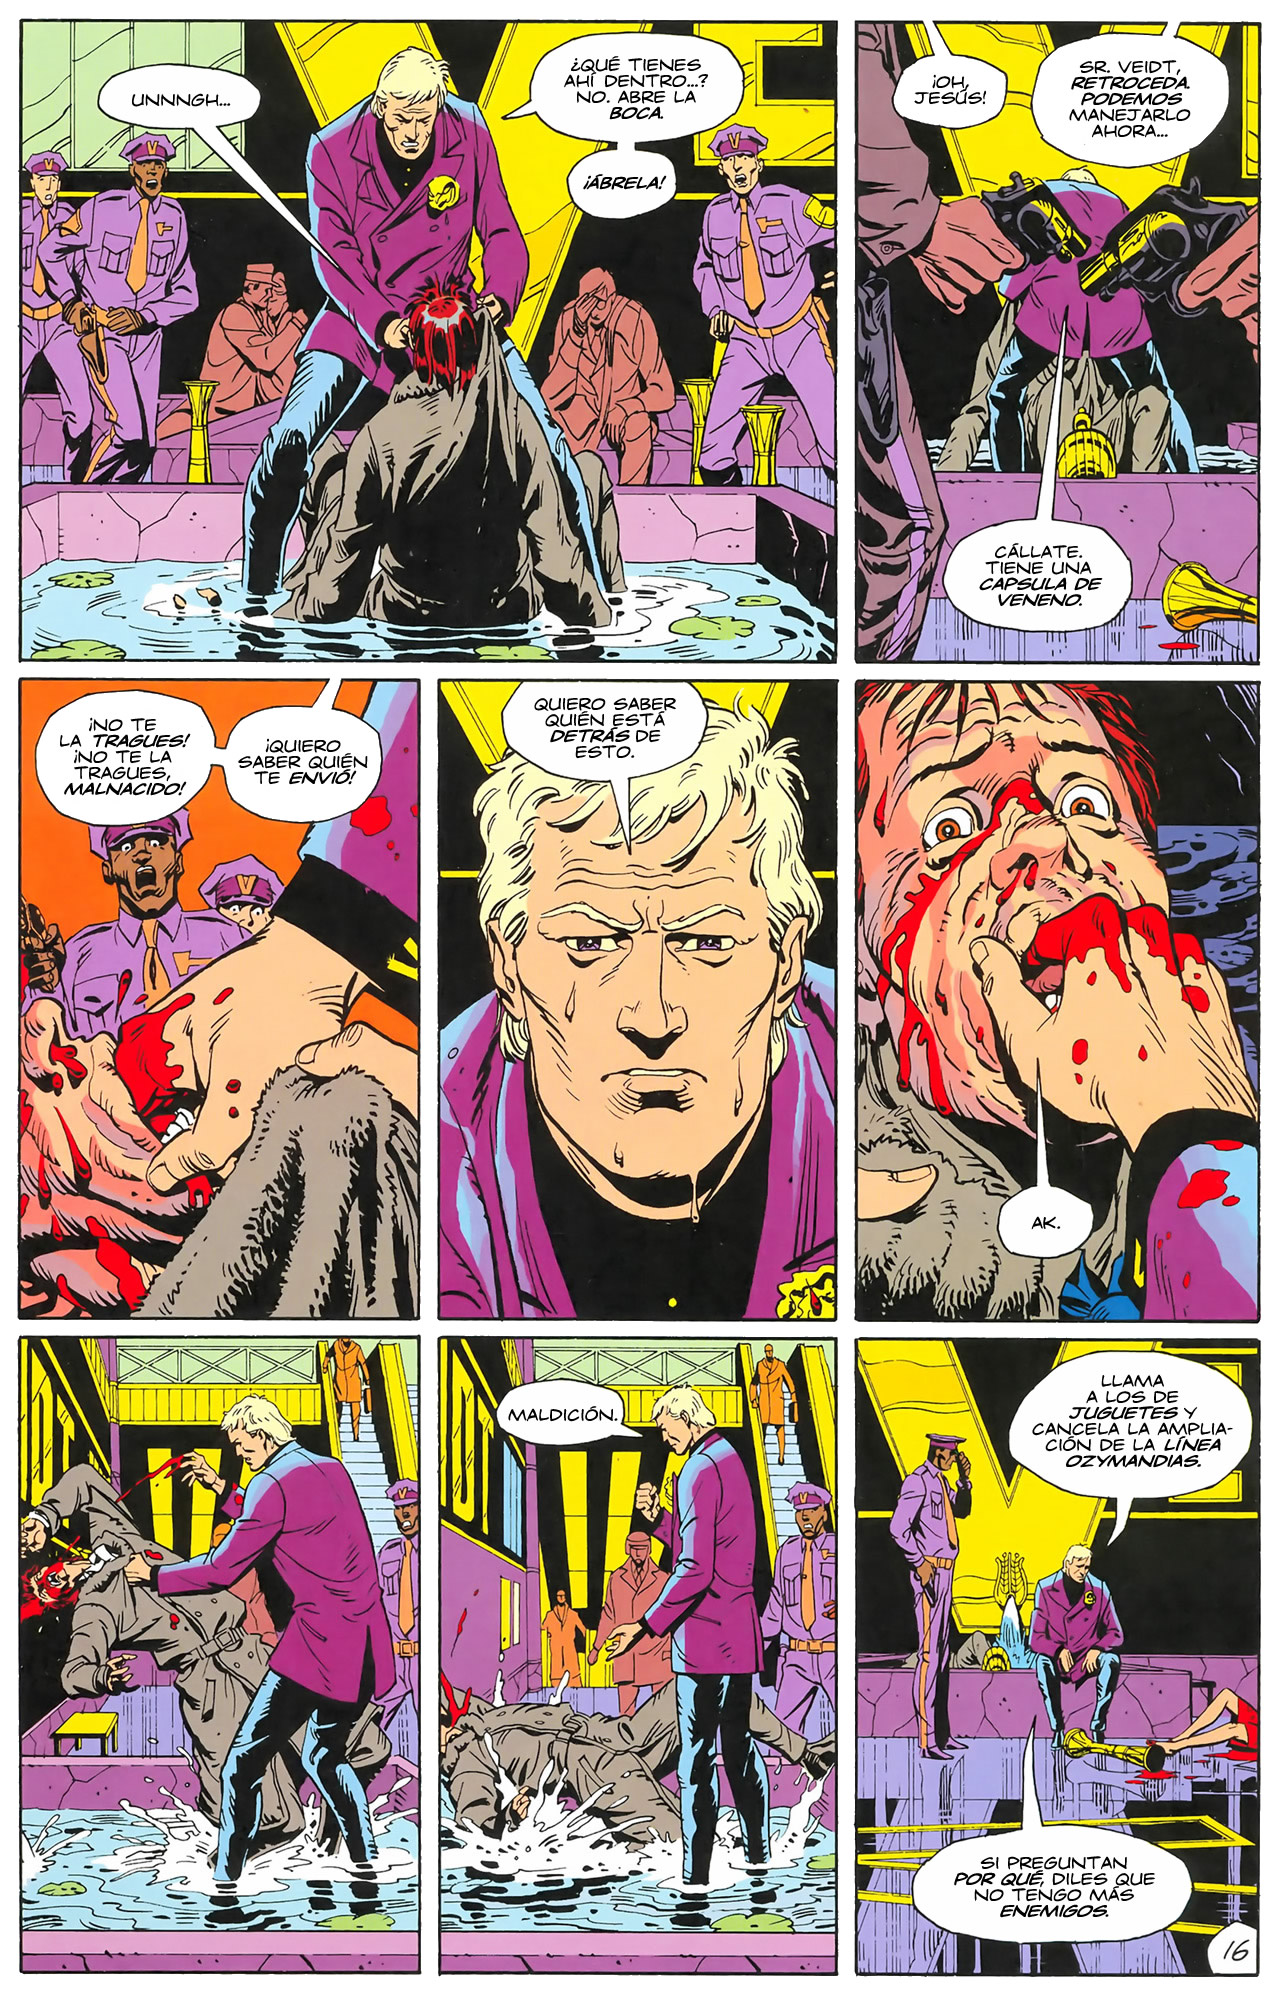 UNNNGH...
¿QUÉ TIENES
AHÍ DENTRO...?
NO. ABRE LA
BOCA.
¡ÁBRELA!
V
V
¡OH,
JESÚS!
SR. VEIDT,
RETROCEDA.
PODEMOS
MANEJARLO
AHORA...
CÁLLATE.
TIENE UNA
CAPSULA DE
VENENO.
¡NO TE
LA TRAGUES!
¡NO TE LA
TRAGUES,
MALNACIDO!
¡QUIERO
SABER QUIÉN
TE ENVIÓ!
V
QUIERO SABER
QUIÉN ESTÁ
DETRÁS DE
ESTO.
AK.
MALDICIÓN.
LLAMA
A LOS DE
JUGUETES Y
CANCELA LA AMPLIA-
CIÓN DE LA LÍNEA
OZYMANDIAS.
SI PREGUNTAN
POR QUÉ, DILES QUE
NO TENGO MÁS
ENEMIGOS.
16